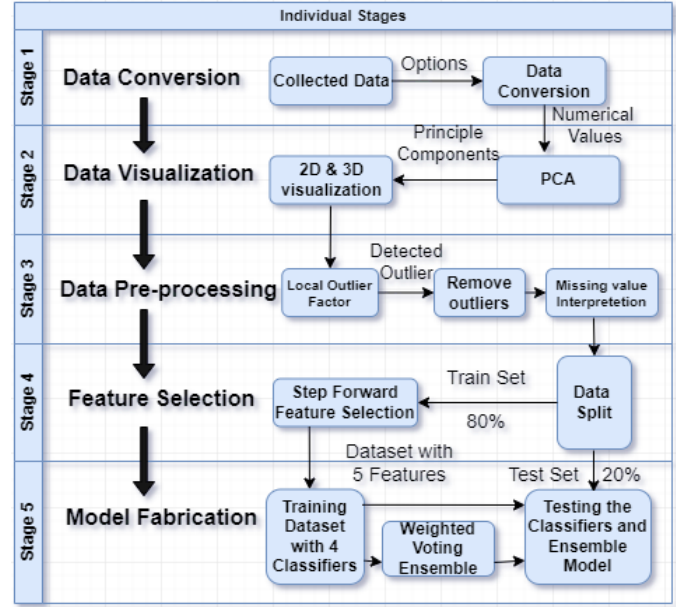 Individual Stages
Stage 1
Data Conversion
Collected Data
Options
Data
Conversion
Numerical
Values
Stage 2
Data Visualization
2D & 3D
visualization
Principle
Components
PCA
Stage 3
Data Pre-processing
Local Outlier
Factor
Detected
Outlier
Remove
outliers
Missing value
Interpretetion
Stage 4
Feature Selection
Step Forward
Feature Selection
Train Set
80%
Data
Split
Dataset with
5 Features
Test Set
20%
Stage 5
Model Fabrication
Training
Dataset
with 4
Classifiers
Weighted
Voting
Ensemble
Testing the
Classifiers and
Ensemble
Model